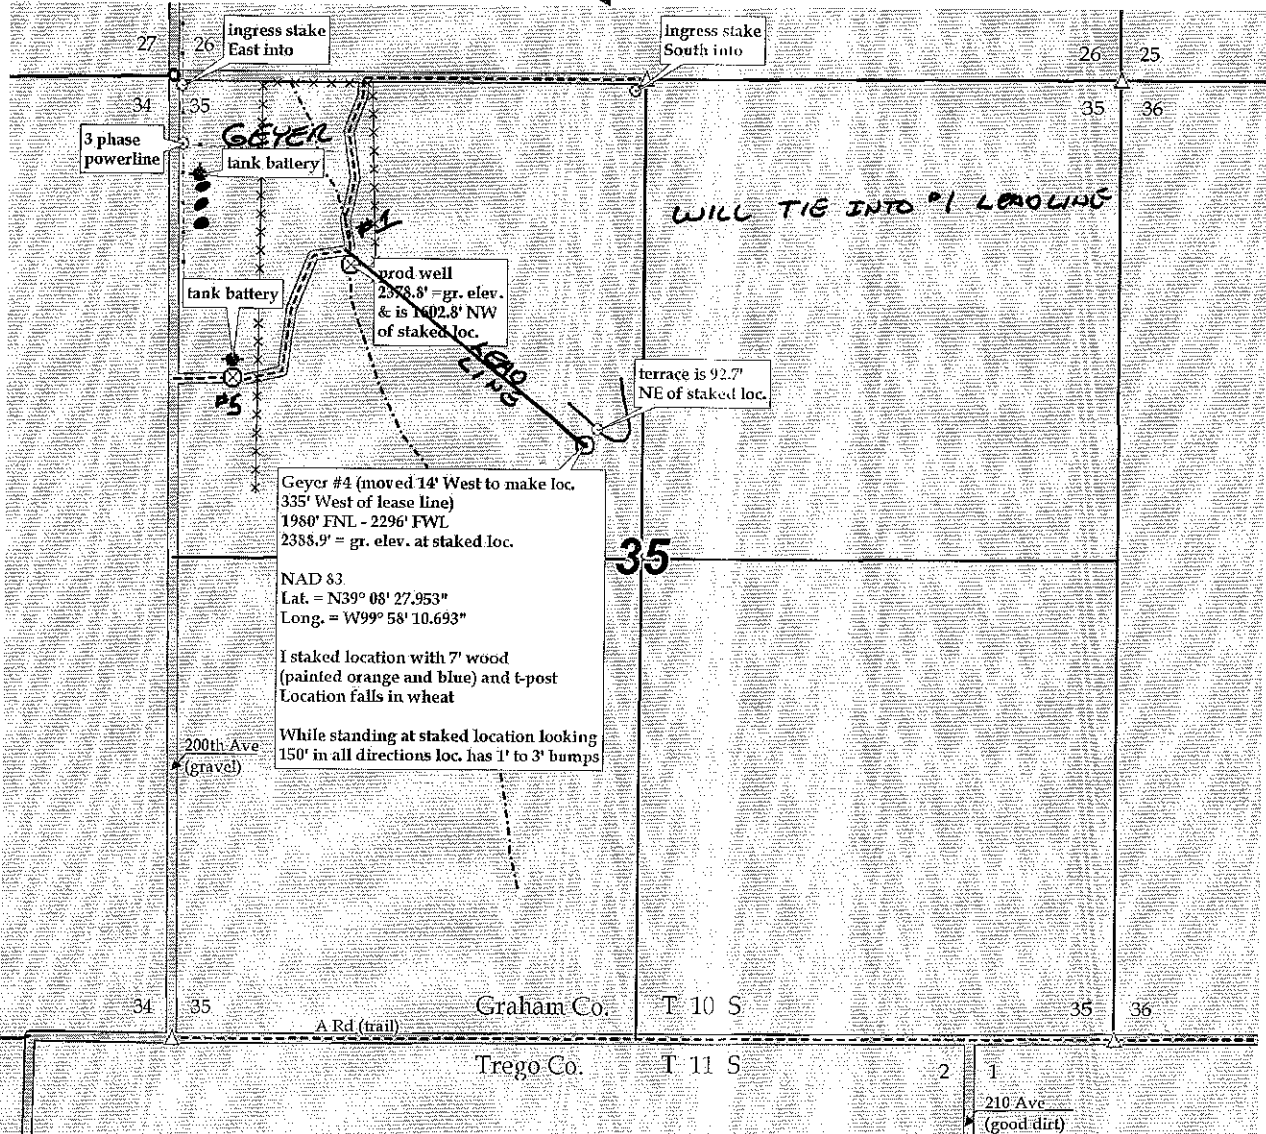 ingress stake
East into
Ingress stake
South into
27
26
26
25
34
35
35
36
3 phase
powerline
GEYER
tank battery
#1
WILL TIE INTO #1 LEADLINE
prod well
2378.8' =gr. elev.
& is 1602.8' NW
of staked loc.
tank battery
LEAD
LINE
terrace is 92.7'
NE of staked loc.
#5
Geyer #4 (moved 14' West to make loc.
335' West of lease line)
1980' FNL - 2296' FWL
2388.9' = gr. elev. at staked loc.
NAD 83
Lat. = N39° 08' 27.953"
Long. = W99° 58' 10.693"
I staked location with 7' wood
(painted orange and blue) and t-post
Location falls in wheat
While standing at staked location looking
150' in all directions loc. has 1' to 3' bumps
35
200th Ave
(gravel)
34
35
Graham Co.
T 10 S
35
36
A Rd (trail)
Trego Co.
T 11 S
2
1
210 Ave
(good dirt)